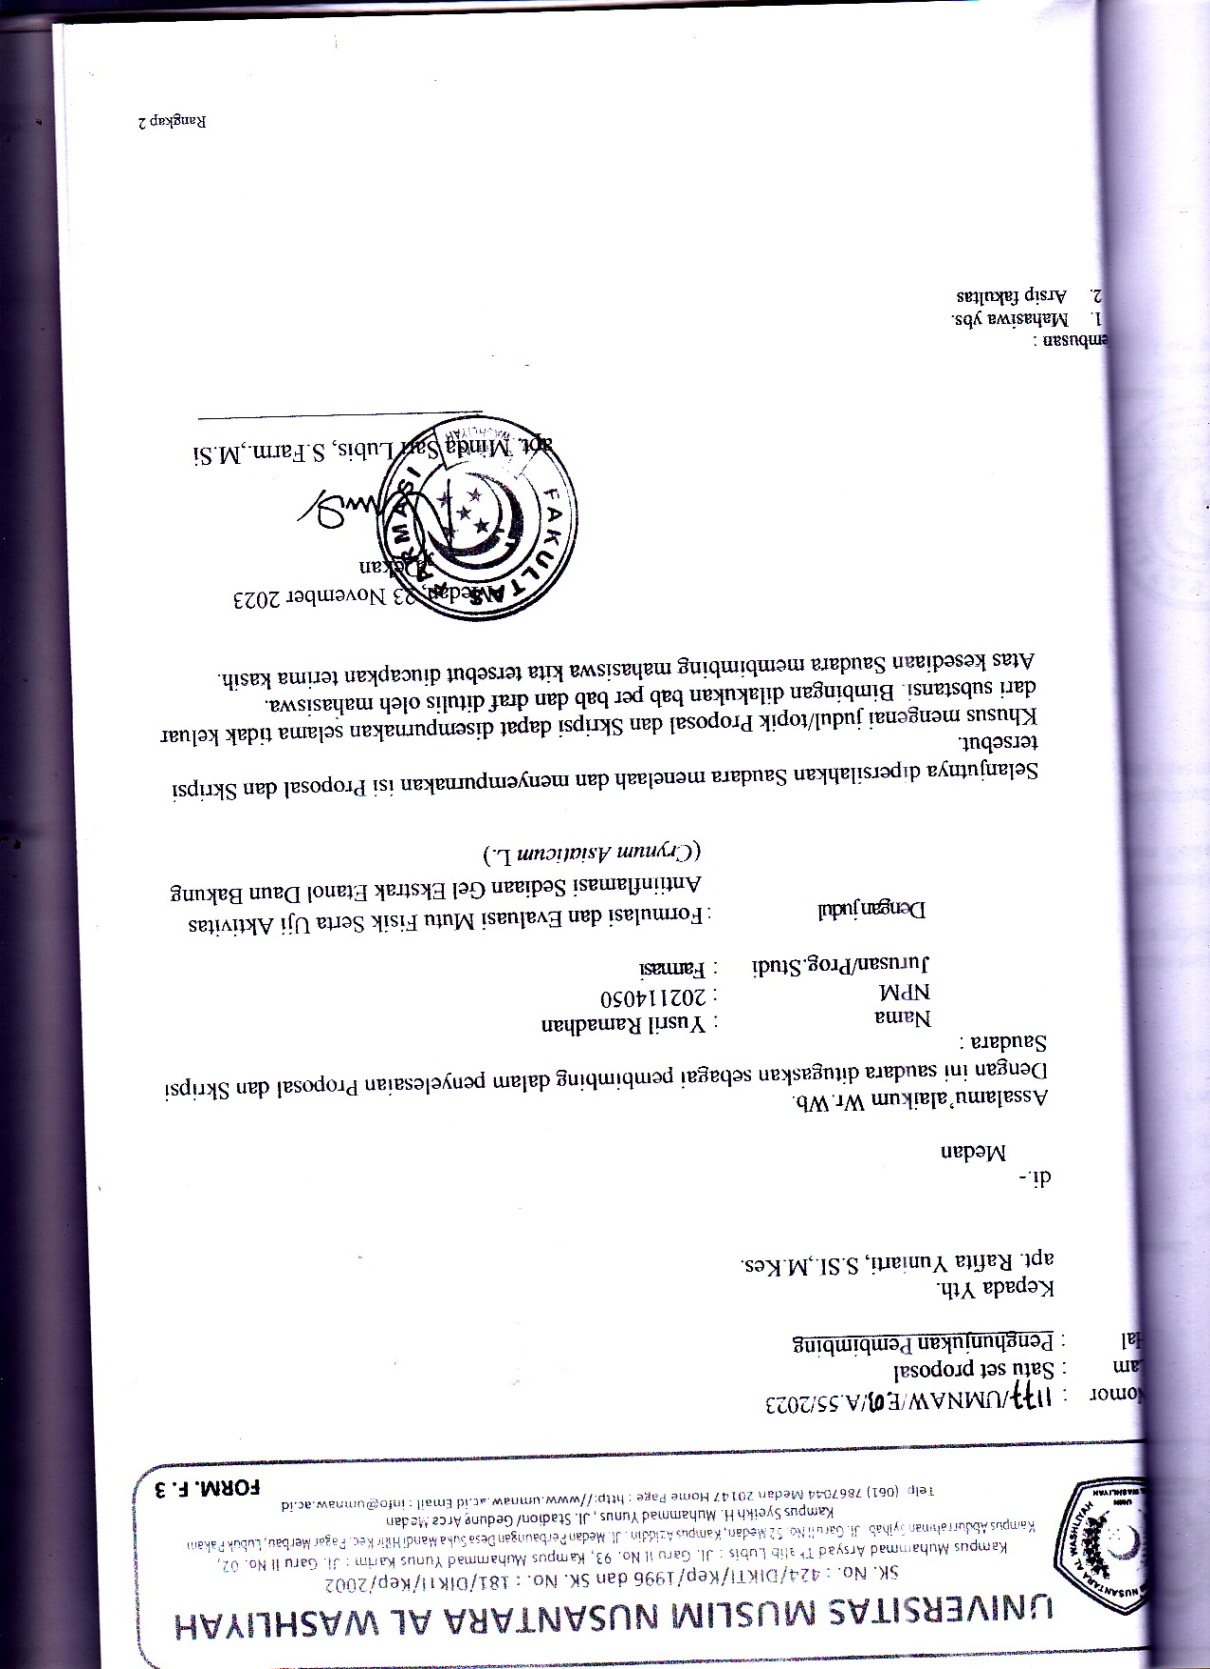 UNIVERSITAS MUSLIM NUSANTARA AL WASHLIYAH
SK. No. : 424/DIKTI/Kep/1996 dan SK. No. : 181/DIKTI/Kep/2002
Kampus Muhammad Arsyad Thalib Lubis : Jl. Garu II No. 93, Kampus Muhammad Yunus Karim : Jl. Garu II No. 02,
Kampus Abdurrahman Syihab Jl. Garu II No. 52 Medan, Kampus Aziddin : Jl. Medan Perbaungan Desa Suka Mandi Hilir Kec. Pagar Merbau, Lubuk Pakam
Kampus Syeikh H. Muhammad Yunus, Jl. Stadion/ Gedung Arca Medan
Telp. (061) 7867044 Medan 20147 Home Page : http://www.umnaw.ac.id Email : info@umnaw.ac.id
FORM. F. 3
Nomor : 1177/UMNAW/E.03/A.55/2023
am : Satu set proposal
al : Penghunjukan Pembimbing
Kepada Yth.
apt. Rafita Yuniarti, S.SI.,M.Kes.
di.-
Medan
Assalamu'alaikum Wr.Wb.
Dengan ini saudara ditugaskan sebagai pembimbing dalam penyelesaian Proposal dan Skripsi
Saudara :
Nama : Yusril Ramadhan
NPM : 202114050
Jurusan/Prog.Studi : Farmasi
Dengan judul : Formulasi dan Evaluasi Mutu Fisik Serta Uji Aktivitas
Antiinflamasi Sediaan Gel Ekstrak Etanol Daun Bakung
(Crynum Asiaticum L.)
Selanjutnya dipersilahkan Saudara menelaah dan menyempurnakan isi Proposal dan Skripsi
tersebut.
Khusus mengenai judul/topik Proposal dan Skripsi dapat disempurnakan selama tidak keluar
dari substansi. Bimbingan dilakukan bab per bab dan draf ditulis oleh mahasiswa.
Atas kesediaan Saudara membimbing mahasiswa kita tersebut diucapkan terima kasih.
Medan, 23 November 2023
Dekan
FAKULTAS FARMASI
apt. Minda Sari Lubis, S.Farm.,M.Si
embusan :
1. Mahasiwa ybs.
2. Arsip fakultas
Rangkap 2